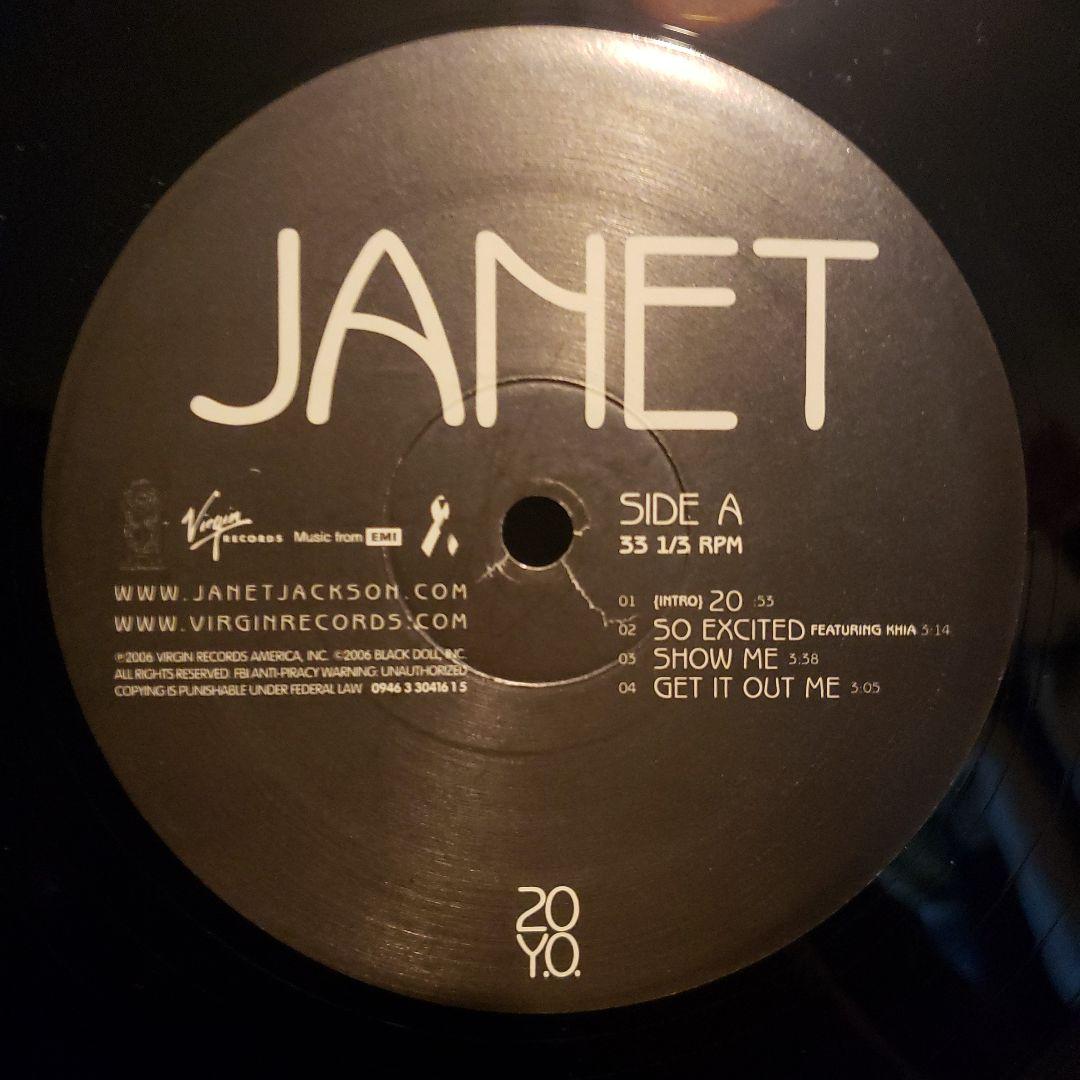 JANET
Virgin
RECORDS
Music from EMI
WWW.JANETJACKSON.COM
WWW.VIRGINRECORDS.COM
℗2006 VIRGIN RECORDS AMERICA, INC. ©2006 BLACK DOLL, INC.
ALL RIGHTS RESERVED. FBI ANTI-PIRACY WARNING: UNAUTHORIZED
COPYING IS PUNISHABLE UNDER FEDERAL LAW 0946 3 30416 1 5
SIDE A
33 1/3 RPM
01 {INTRO} 20 :53
02 SO EXCITED FEATURING KHIA 3:14
03 SHOW ME 3:38
04 GET IT OUT ME 3:05
20
Y.O.